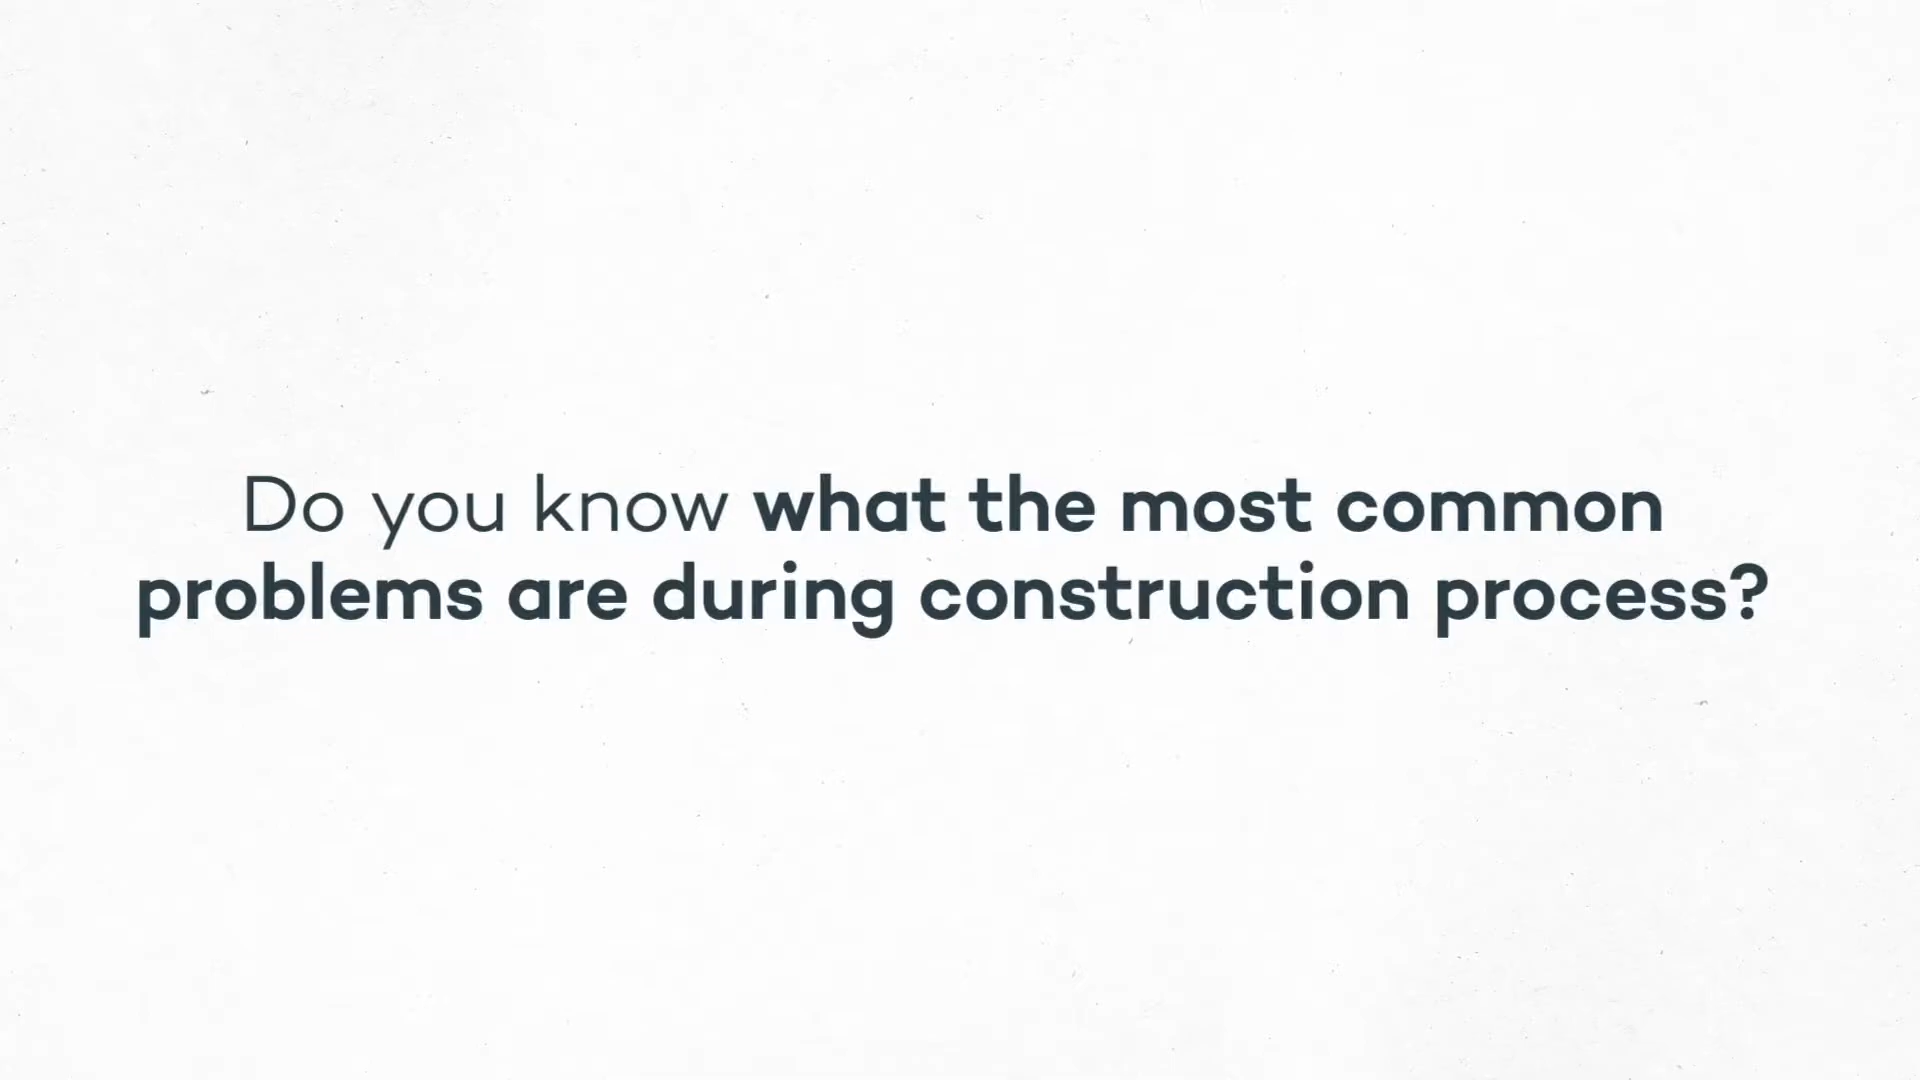 Do you know what the most common
problems are during construction process?